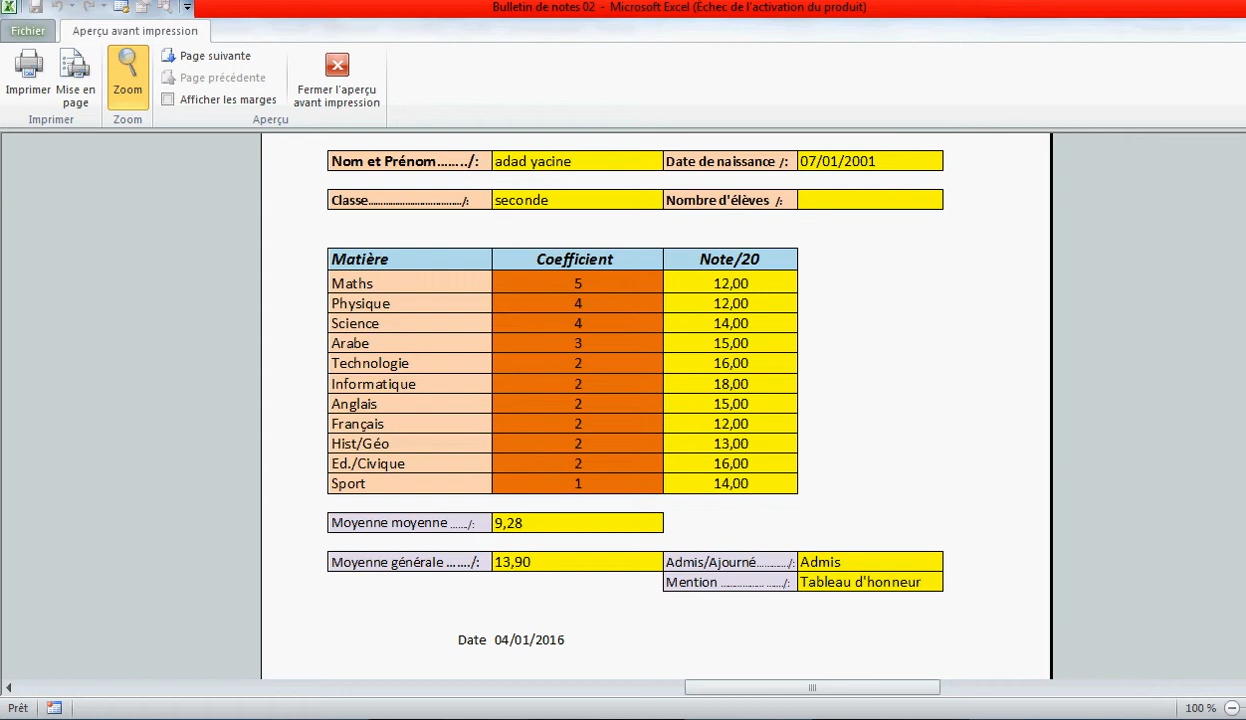 Bulletin de notes 02 - Microsoft Excel (Échec de l'activation du produit)
Fichier Aperçu avant impression
Imprimer Mise en page Zoom Page suivante
Page précédente
Afficher les marges
Fermer l'aperçu avant impression
Imprimer Zoom Aperçu
Nom et Prénom......../: adad yacine Date de naissance /: 07/01/2001
Classe................................../: seconde Nombre d'élèves /:
Matière Coefficient Note/20
Maths 5 12,00
Physique 4 12,00
Science 4 14,00
Arabe 3 15,00
Technologie 2 16,00
Informatique 2 18,00
Anglais 2 15,00
Français 2 12,00
Hist/Géo 2 13,00
Ed./Civique 2 16,00
Sport 1 14,00
Moyenne moyenne ......./: 9,28
Moyenne générale ......./: 13,90 Admis/Ajourné............/: Admis
Mention ................. ......./: Tableau d'honneur
Date 04/01/2016
Prêt 100 %